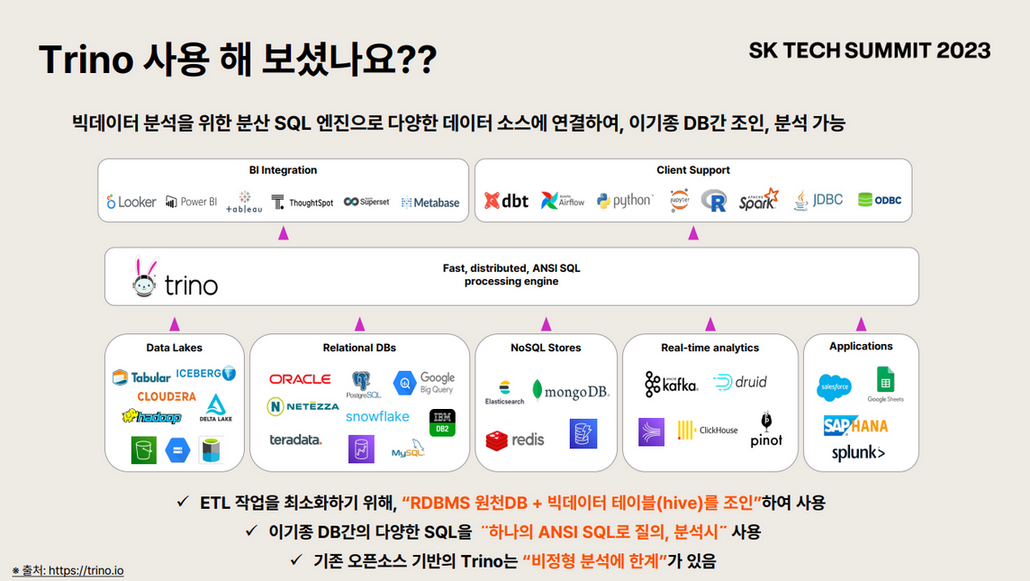 Trino 사용 해 보셨나요??
SK TECH SUMMIT 2023
빅데이터 분석을 위한 분산 SQL 엔진으로 다양한 데이터 소스에 연결하여, 이기종 DB간 조인, 분석 가능
BI Integration
Looker
Power BI
+ableau
ThoughtSpot
Superset
Metabase
Client Support
dbt
Apache Airflow
python
jupyter
R
APACHE Spark
JDBC
ODBC
trino
Fast, distributed, ANSI SQL
processing engine
Data Lakes
Tabular
ICEBERG
CLOUDERA
hadoop
DELTA LAKE
Relational DBs
ORACLE
PostgreSQL
Google
Big Query
NETEZZA
snowflake
IBM
DB2
teradata.
MySQL
NoSQL Stores
Elasticsearch
mongoDB.
redis
Real-time analytics
kafka
druid
ClickHouse
pinot
Applications
salesforce
Google Sheets
SAP HANA
splunk>
✓ ETL 작업을 최소화하기 위해, “RDBMS 원천DB + 빅데이터 테이블(hive)를 조인”하여 사용
✓ 이기종 DB간의 다양한 SQL을 ¨하나의 ANSI SQL로 질의, 분석시¨ 사용
✓ 기존 오픈소스 기반의 Trino는 “비정형 분석에 한계”가 있음
※ 출처: https://trino.io